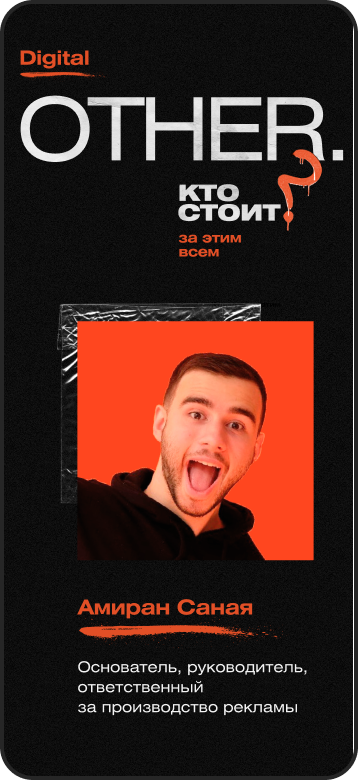 Digital
OTHER.
КТО
СТОИТ?
за этим
всем
Амиран Саная
Основатель, руководитель,
ответственный
за производство рекламы